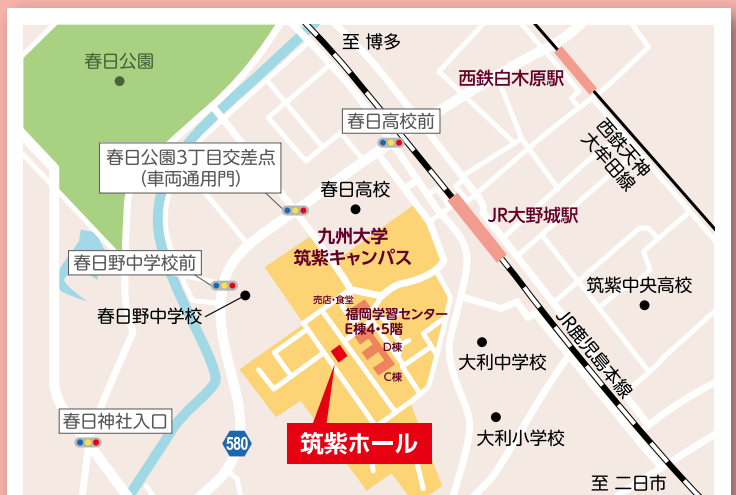 至 博多
春日公園
西鉄白木原駅
春日高校前
西鉄天神
大牟田線
春日公園3丁目交差点
(車両通用門)
春日高校
JR大野城駅
九州大学
筑紫キャンパス
春日野中学校前
筑紫中央高校
売店・食堂
福岡学習センター
E棟4・5階
春日野中学校
D棟
JR鹿児島本線
大利中学校
C棟
春日神社入口
580
筑紫ホール
大利小学校
至 二日市